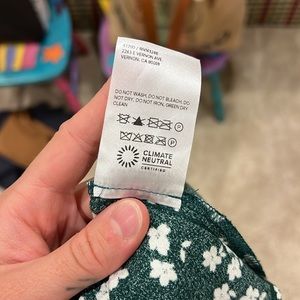 2263 E VERNON AVE.
VERNON, CA 90058
DO NOT WASH, DO NOT BLEACH, DO
NOT DRY, DO NOT IRON, GREEN DRY
CLEAN
CLIMATE
NEUTRAL
CERTIFIED